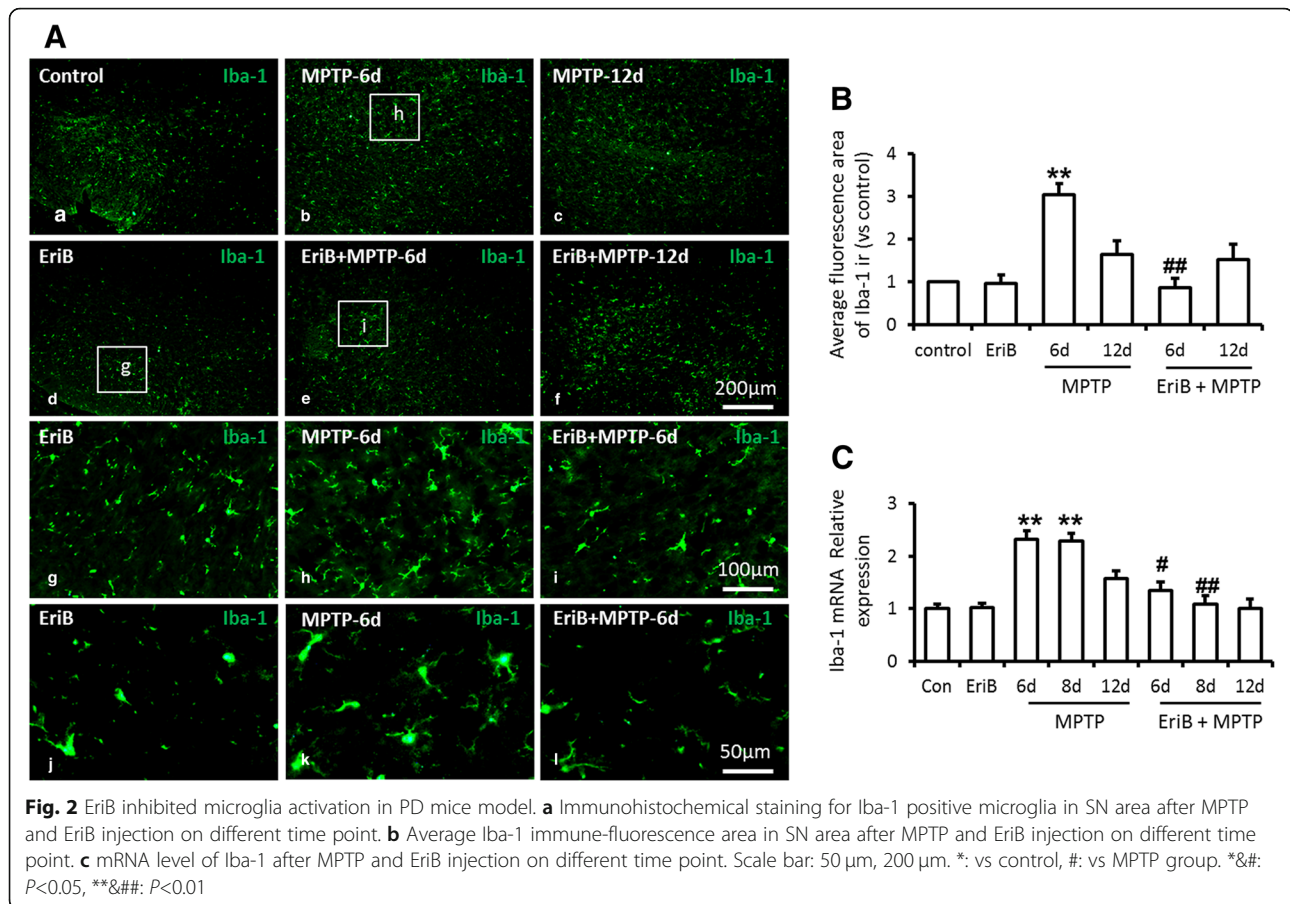 A
Control Iba-1
a
MPTP-6d Iba-1
h
b
MPTP-12d Iba-1
c
EriB Iba-1
g
d
EriB+MPTP-6d Iba-1
i
e
EriB+MPTP-12d Iba-1
200μm
f
EriB Iba-1
g
MPTP-6d Iba-1
h
EriB+MPTP-6d Iba-1
100μm
i
EriB Iba-1
j
MPTP-6d Iba-1
k
EriB+MPTP-6d Iba-1
50μm
l
B
Average fluorescence area
of Iba-1 ir (vs control)
4
3
2
1
0
**
##
control EriB 6d 12d 6d 12d
MPTP EriB + MPTP
C
Iba-1 mRNA Relative
expression
3
2
1
0
** **
# ##
Con EriB 6d 8d 12d 6d 8d 12d
MPTP EriB + MPTP
Fig. 2 EriB inhibited microglia activation in PD mice model. a Immunohistochemical staining for Iba-1 positive microglia in SN area after MPTP
and EriB injection on different time point. b Average Iba-1 immune-fluorescence area in SN area after MPTP and EriB injection on different time
point. c mRNA level of Iba-1 after MPTP and EriB injection on different time point. Scale bar: 50 μm, 200 μm. *: vs control, #: vs MPTP group. *&#:
P<0.05, **&##: P<0.01